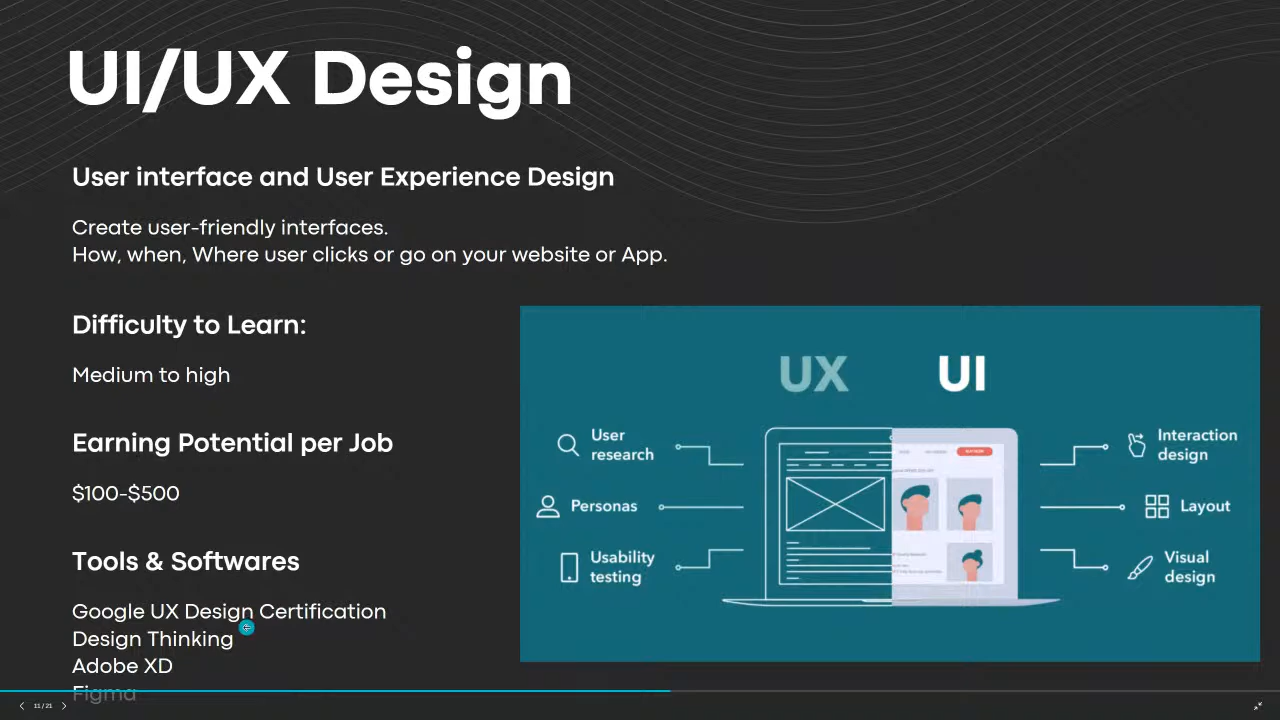 UI/UX Design
User interface and User Experience Design
Create user-friendly interfaces.
How, when, Where user clicks or go on your website or App.
Difficulty to Learn:
Medium to high
Earning Potential per Job
$100-$500
Tools & Softwares
Google UX Design Certification
Design Thinking
Adobe XD
Figma
UX UI
User
research
Personas
Usability
testing
Interaction
design
Layout
Visual
design
11 / 21